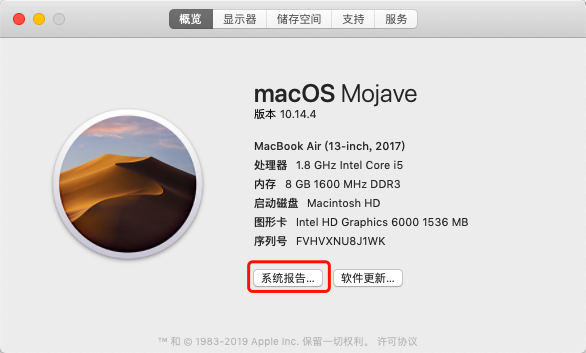 概览 显示器 储存空间 支持 服务
macOS Mojave
版本 10.14.4
MacBook Air (13-inch, 2017)
处理器 1.8 GHz Intel Core i5
内存 8 GB 1600 MHz DDR3
启动磁盘 Macintosh HD
图形卡 Intel HD Graphics 6000 1536 MB
序列号 FVHVXNU8J1WK
系统报告... 软件更新...
™ 和 © 1983-2019 Apple Inc. 保留一切权利。 许可协议